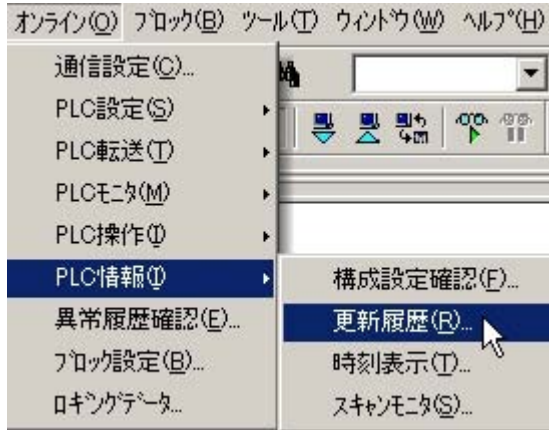 ｵﾝﾗｲﾝ(O) ﾌﾞﾛｯｸ(B) ﾂｰﾙ(T) ｳｨﾝﾄﾞｳ(W) ﾍﾙﾌﾟ(H)
通信設定(C)...
PLC設定(S)
PLC転送(T)
PLCﾓﾆﾀ(M)
PLC操作(I)
PLC情報(I)
構成設定確認(F)...
異常履歴確認(E)...
更新履歴(R)...
ﾌﾞﾛｯｸ設定(B)...
時刻表示(T)...
ﾛｷﾞﾝｸﾞﾃﾞｰﾀ...
ｽｷｬﾝﾓﾆﾀ(S)...